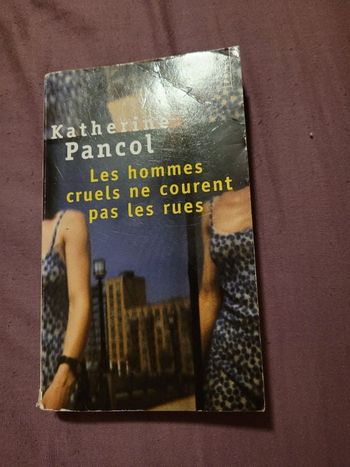 Katherine
Pancol
Les hommes
cruels ne courent
pas les rues